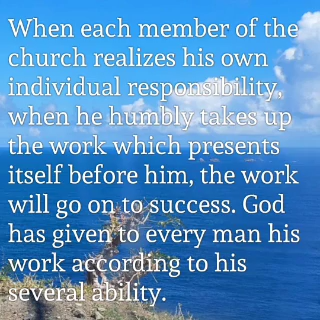 When each member of the
church realizes his own
individual responsibility,
when he humbly takes up
the work which presents
itself before him, the work
will go on to success. God
has given to every man his
work according to his
several ability.